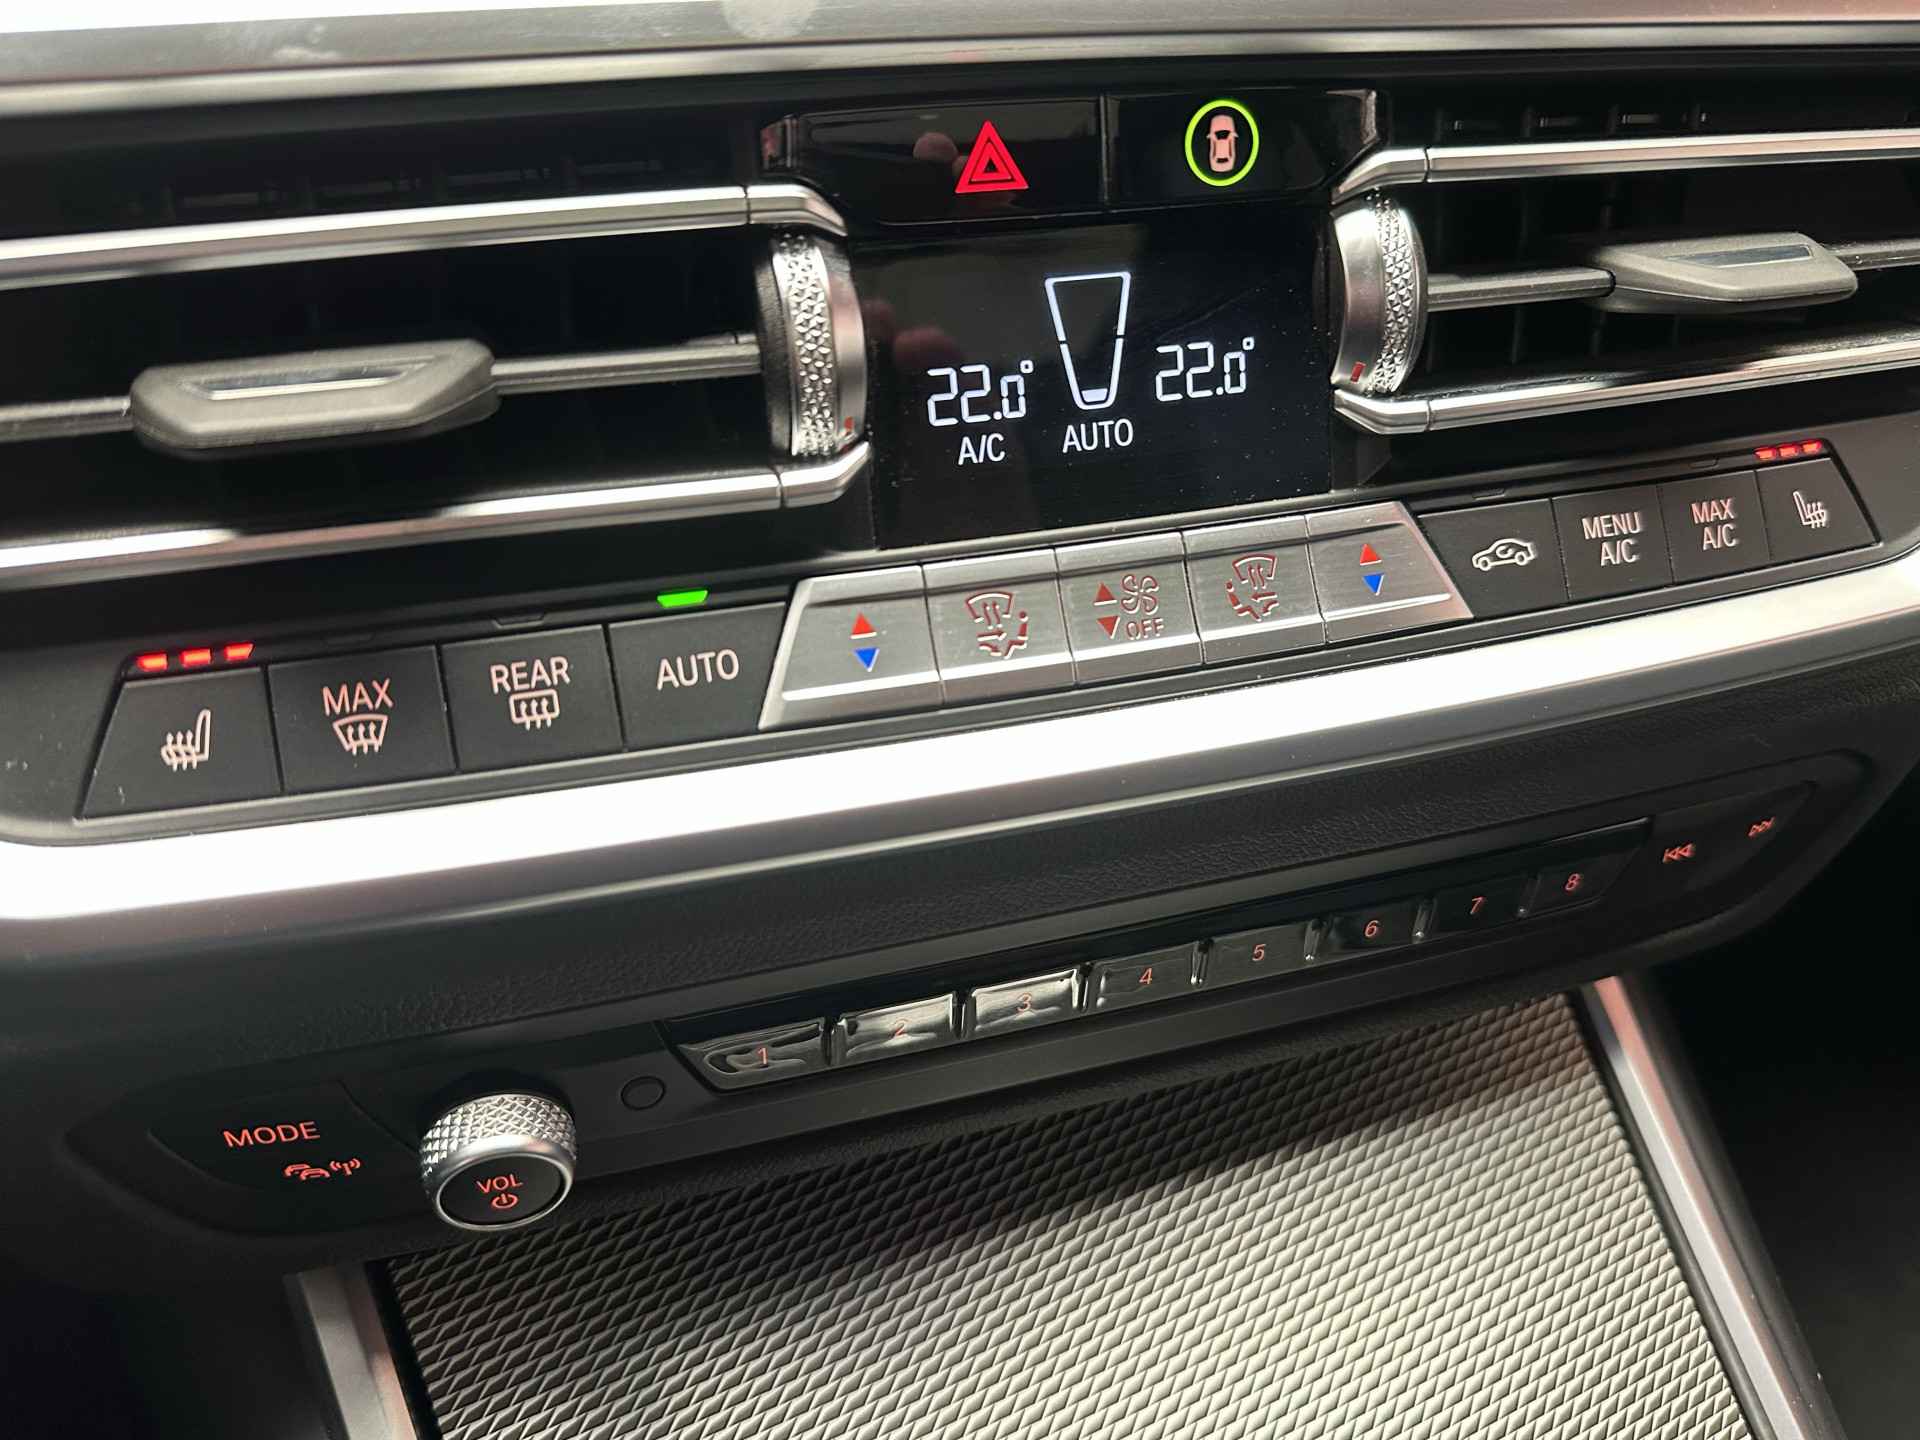 22.0° 22.0°
A/C AUTO
MAX
REAR
AUTO
OFF
MENU
A/C
MAX
A/C
1 2 3 4 5 6 7 8
MODE
VOL